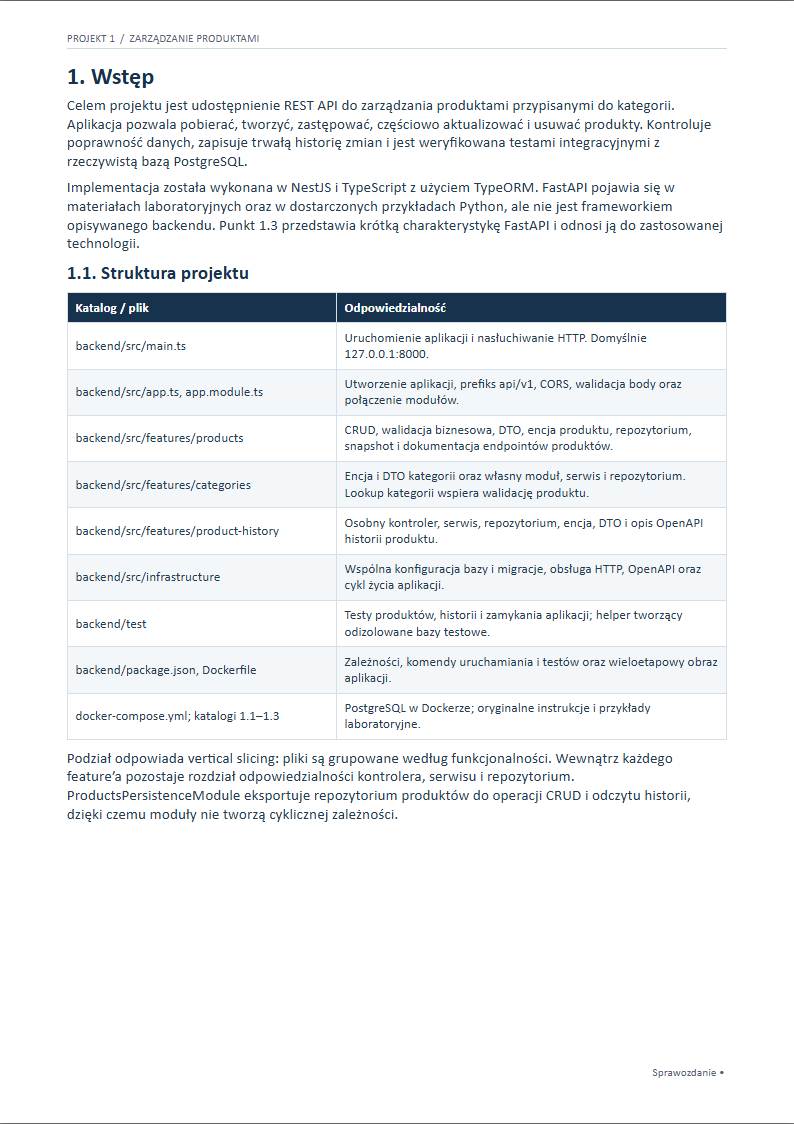 PROJEKT 1 / ZARZĄDZANIE PRODUKTAMI
1. Wstęp
Celem projektu jest udostępnienie REST API do zarządzania produktami przypisanymi do kategorii.
Aplikacja pozwala pobierać, tworzyć, zastępować, częściowo aktualizować i usuwać produkty. Kontroluje
poprawność danych, zapisuje trwałą historię zmian i jest weryfikowana testami integracyjnymi z
rzeczywistą bazą PostgreSQL.
Implementacja została wykonana w NestJS i TypeScript z użyciem TypeORM. FastAPI pojawia się w
materiałach laboratoryjnych oraz w dostarczonych przykładach Python, ale nie jest frameworkiem
opisywanego backendu. Punkt 1.3 przedstawia krótką charakterystykę FastAPI i odnosi ją do zastosowanej
technologii.
1.1. Struktura projektu
Katalog / plik
Odpowiedzialność
backend/src/main.ts
Uruchomienie aplikacji i nasłuchiwanie HTTP. Domyślnie
127.0.0.1:8000.
backend/src/app.ts, app.module.ts
Utworzenie aplikacji, prefiks api/v1, CORS, walidacja body oraz
połączenie modułów.
backend/src/features/products
CRUD, walidacja biznesowa, DTO, encja produktu, repozytorium,
snapshot i dokumentacja endpointów produktów.
backend/src/features/categories
Encja i DTO kategorii oraz własny moduł, serwis i repozytorium.
Lookup kategorii wspiera walidację produktu.
backend/src/features/product-history
Osobny kontroler, serwis, repozytorium, encja, DTO i opis OpenAPI
historii produktu.
backend/src/infrastructure
Wspólna konfiguracja bazy i migracje, obsługa HTTP, OpenAPI oraz
cykl życia aplikacji.
backend/test
Testy produktów, historii i zamykania aplikacji; helper tworzący
odizolowane bazy testowe.
backend/package.json, Dockerfile
Zależności, komendy uruchamiania i testów oraz wieloetapowy obraz
aplikacji.
docker-compose.yml; katalogi 1.1–1.3
PostgreSQL w Dockerze; oryginalne instrukcje i przykłady
laboratoryjne.
Podział odpowiada vertical slicing: pliki są grupowane według funkcjonalności. Wewnątrz każdego
feature’a pozostaje rozdział odpowiedzialności kontrolera, serwisu i repozytorium.
ProductsPersistenceModule eksportuje repozytorium produktów do operacji CRUD i odczytu historii,
dzięki czemu moduły nie tworzą cyklicznej zależności.
Sprawozdanie •